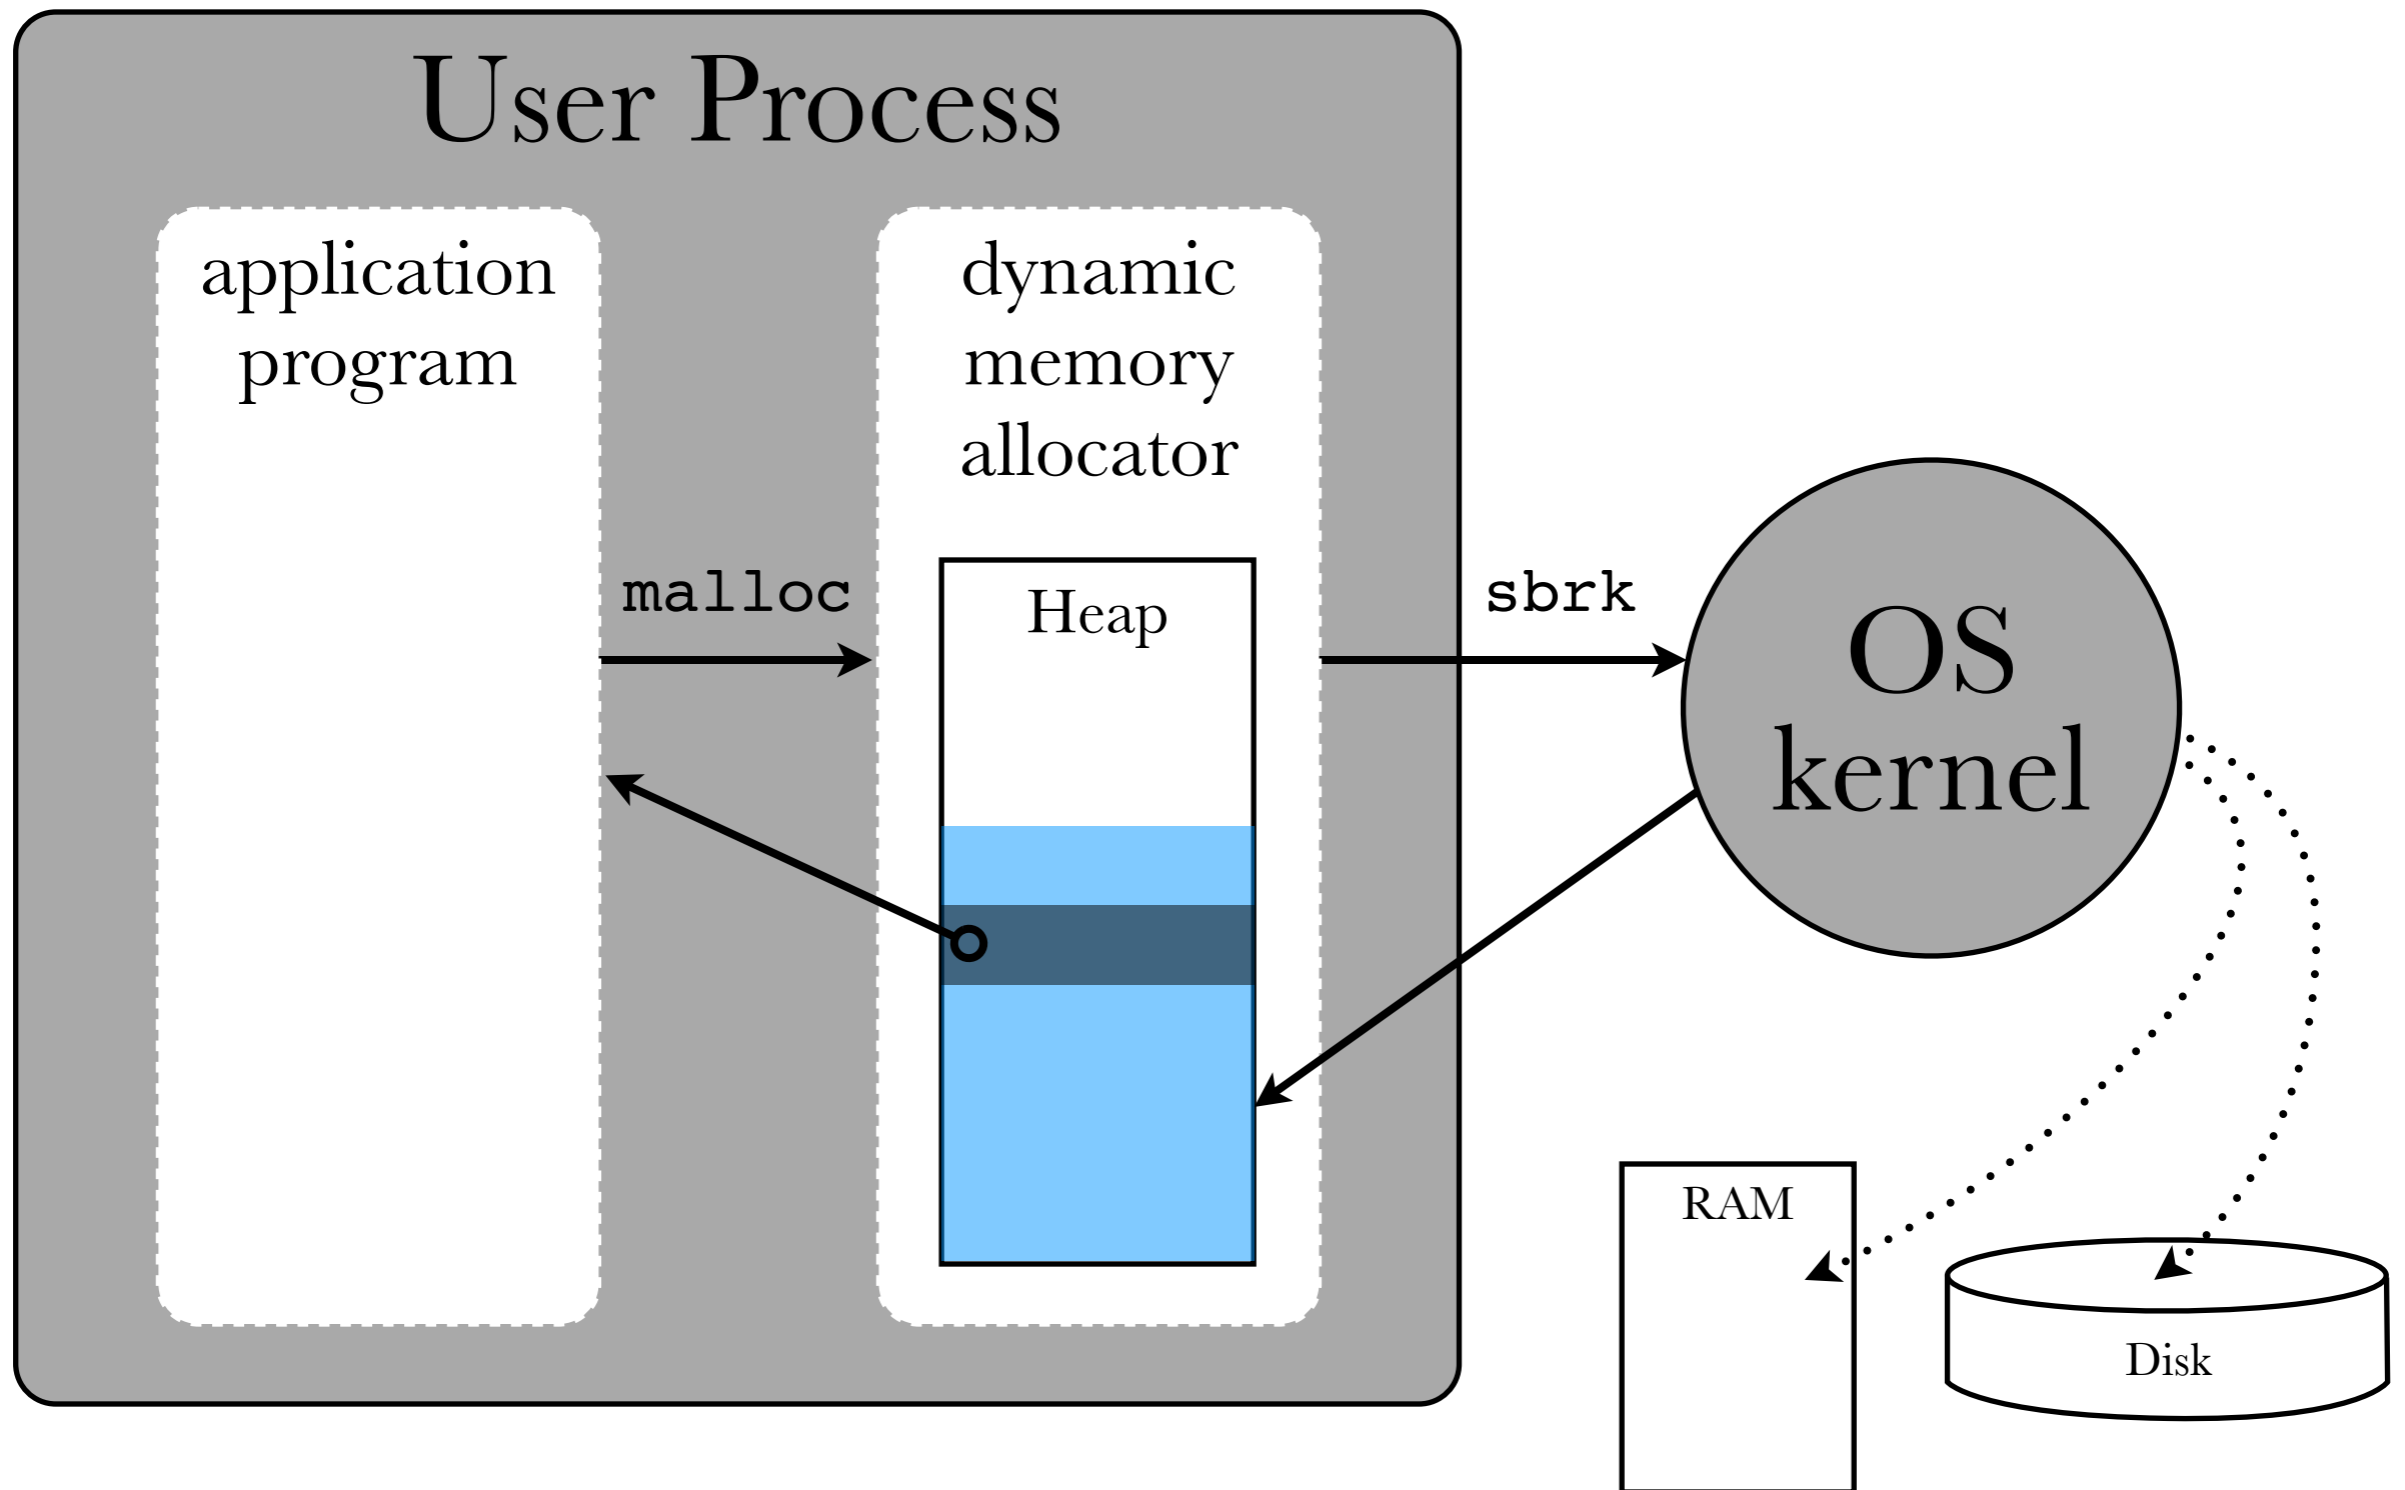 User Process
application
program
dynamic
memory
allocator
malloc
Heap
sbrk
OS
kernel
RAM
Disk